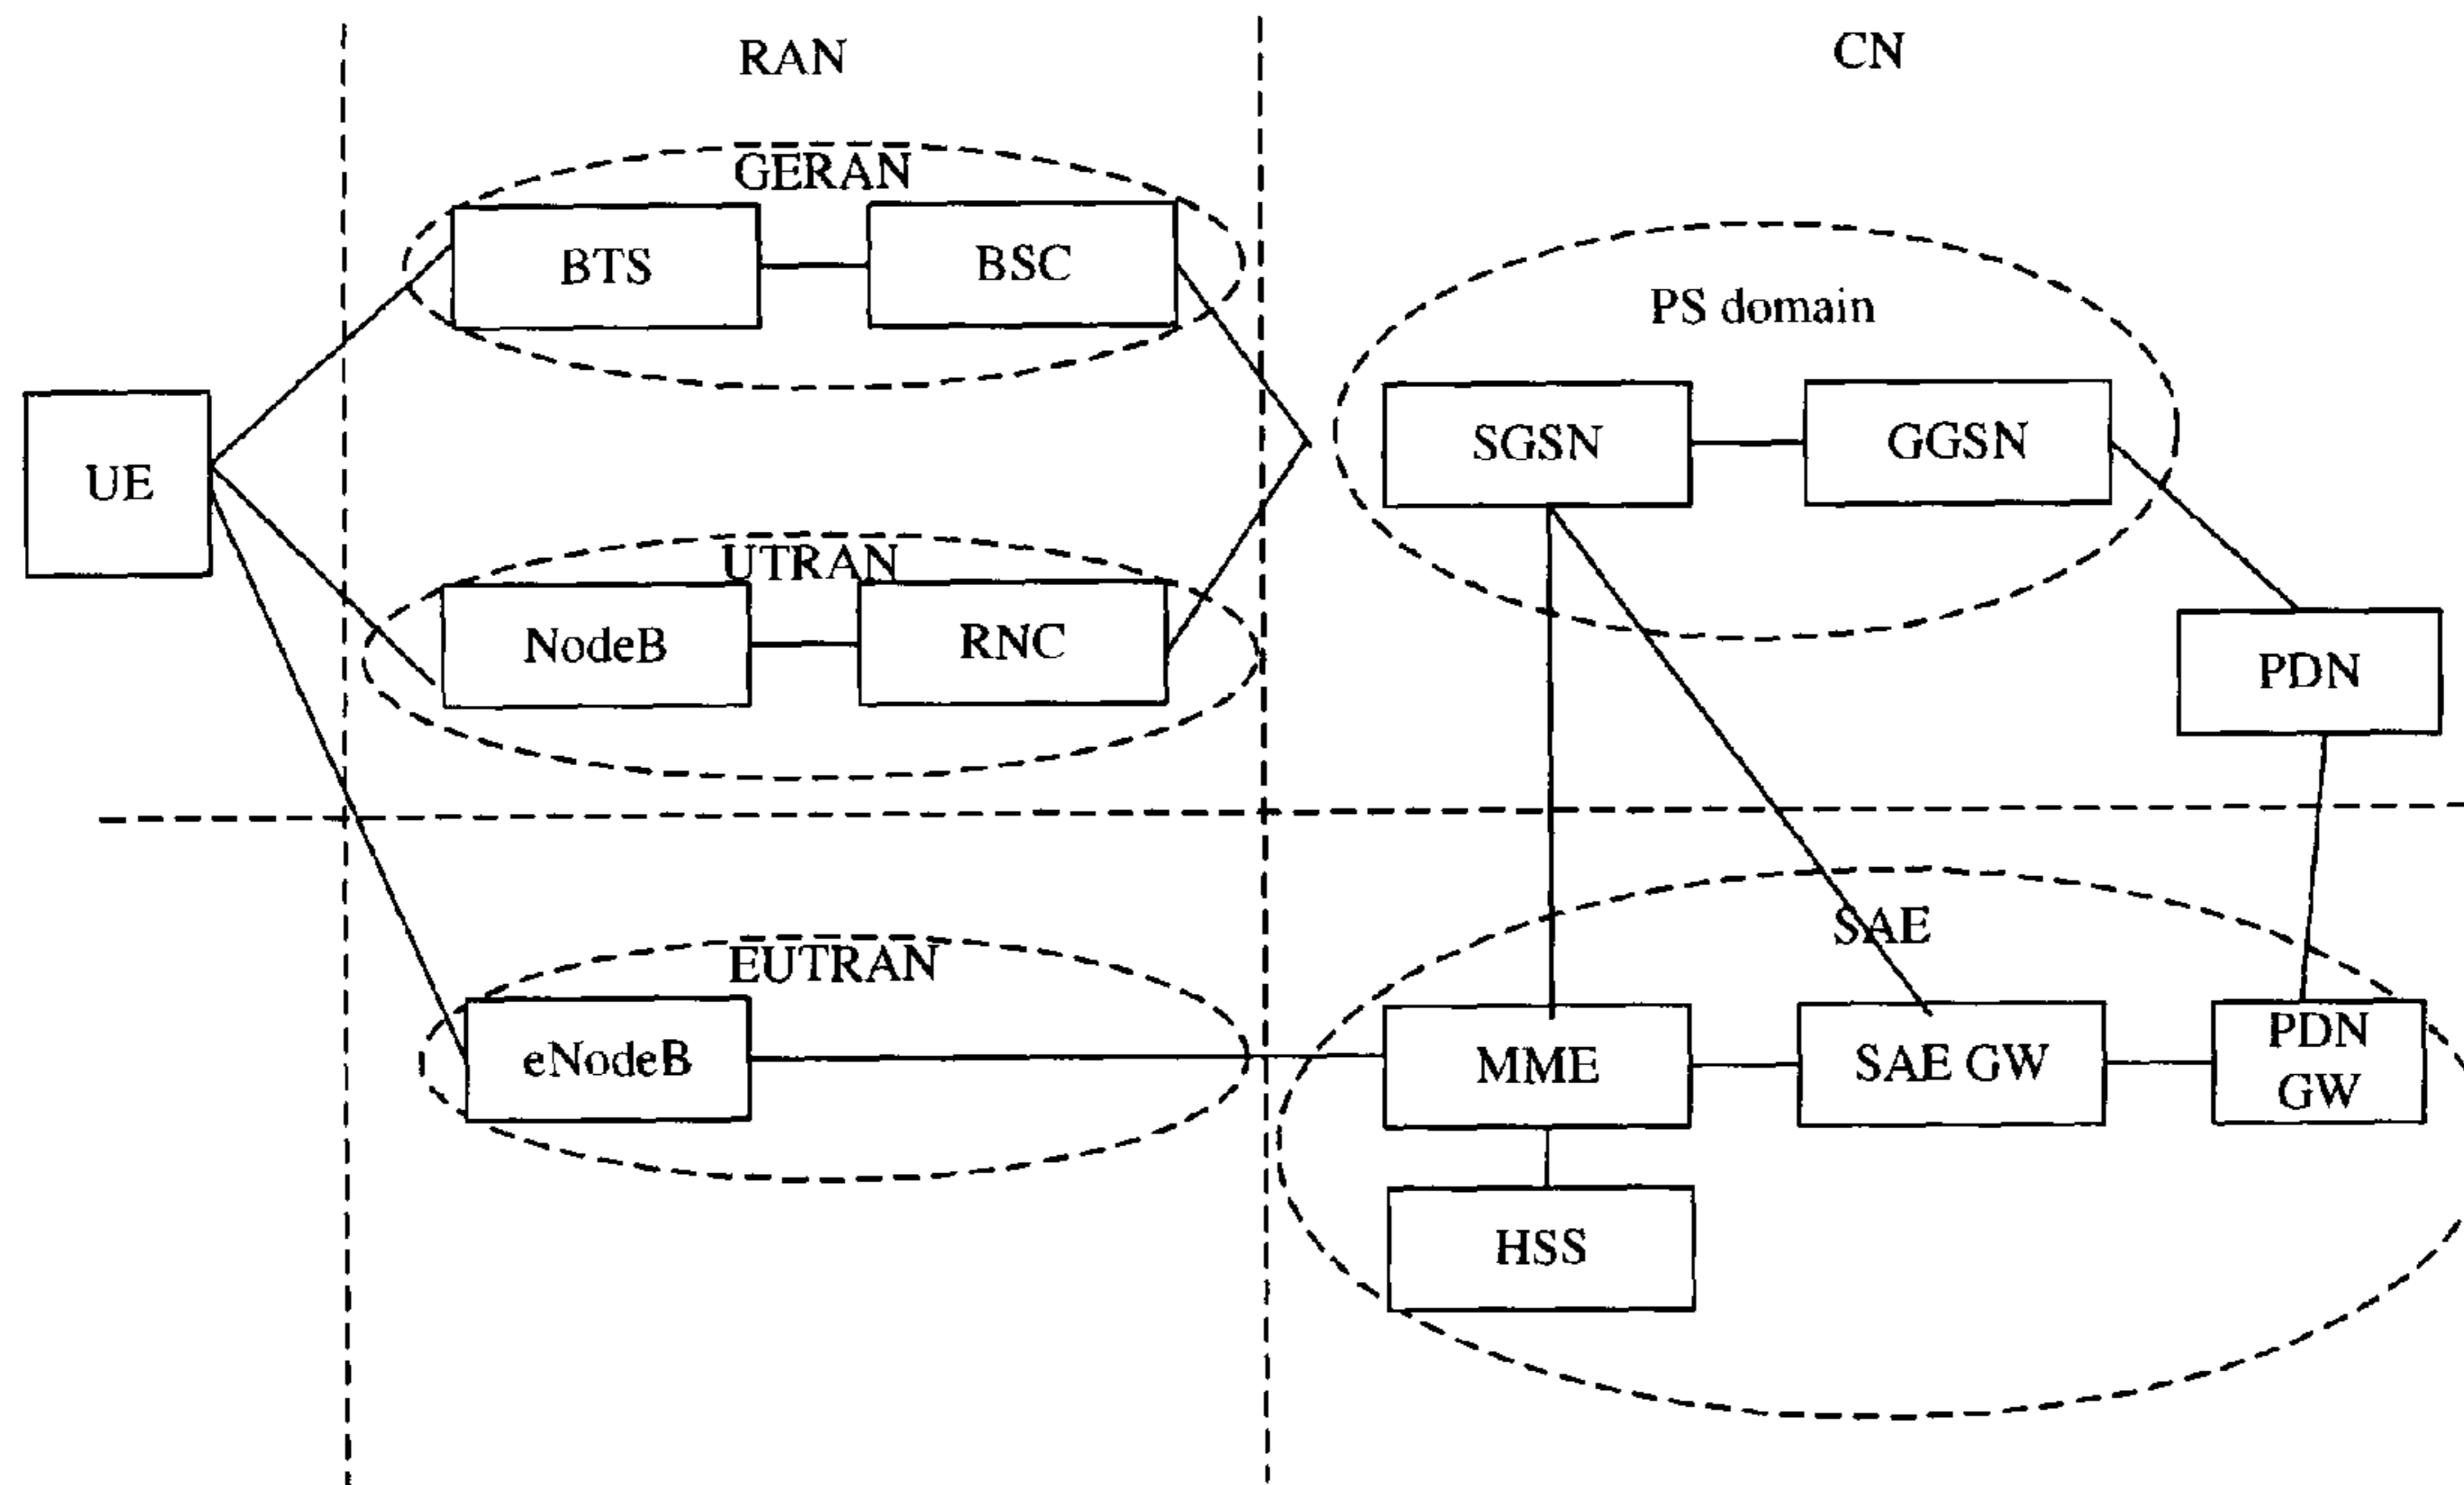 RAN
CN
GERAN
BTS
BSC
PS domain
SGSN
GGSN
UE
UTRAN
NodeB
RNC
PDN
EUTRAN
SAE
eNodeB
MME
SAE GW
PDN
GW
HSS